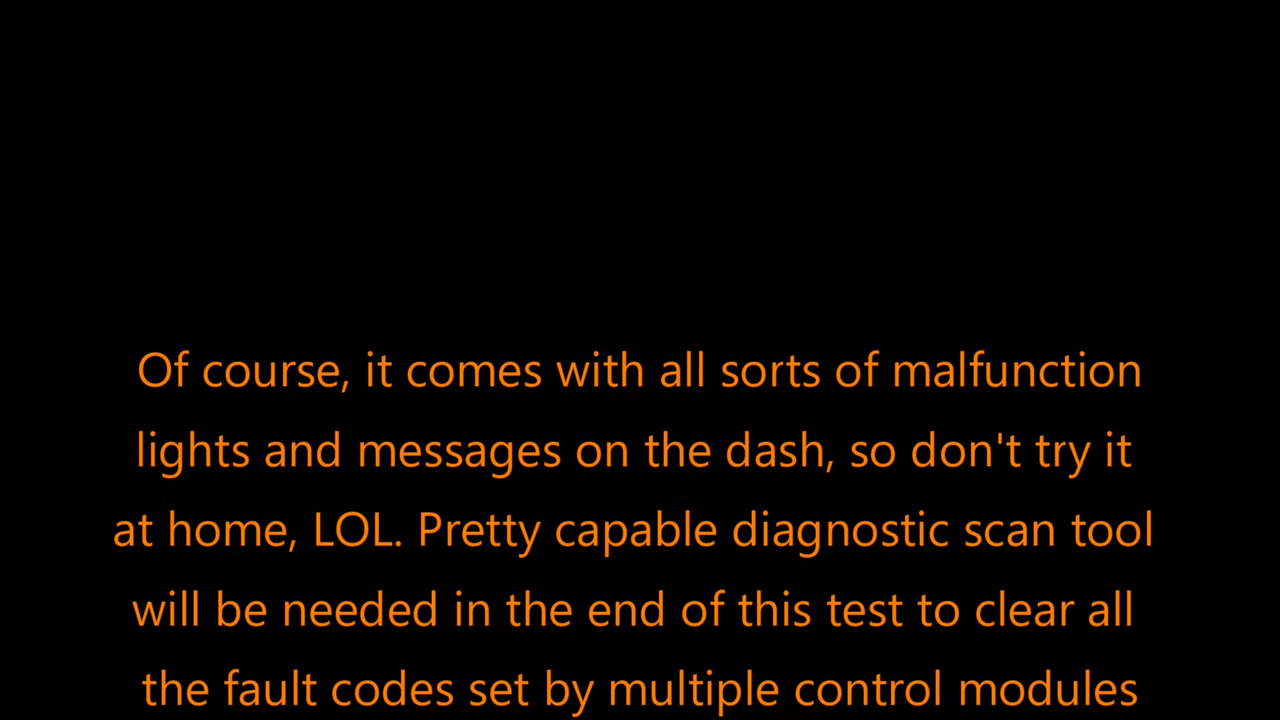 Of course, it comes with all sorts of malfunction
lights and messages on the dash, so don't try it
at home, LOL. Pretty capable diagnostic scan tool
will be needed in the end of this test to clear all
the fault codes set by multiple control modules